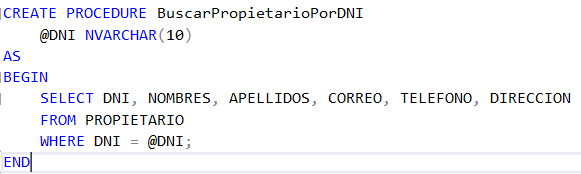 CREATE PROCEDURE BuscarPropietarioPorDNI
    @DNI NVARCHAR(10)
AS
BEGIN
    SELECT DNI, NOMBRES, APELLIDOS, CORREO, TELEFONO, DIRECCION
    FROM PROPIETARIO
    WHERE DNI = @DNI;
END